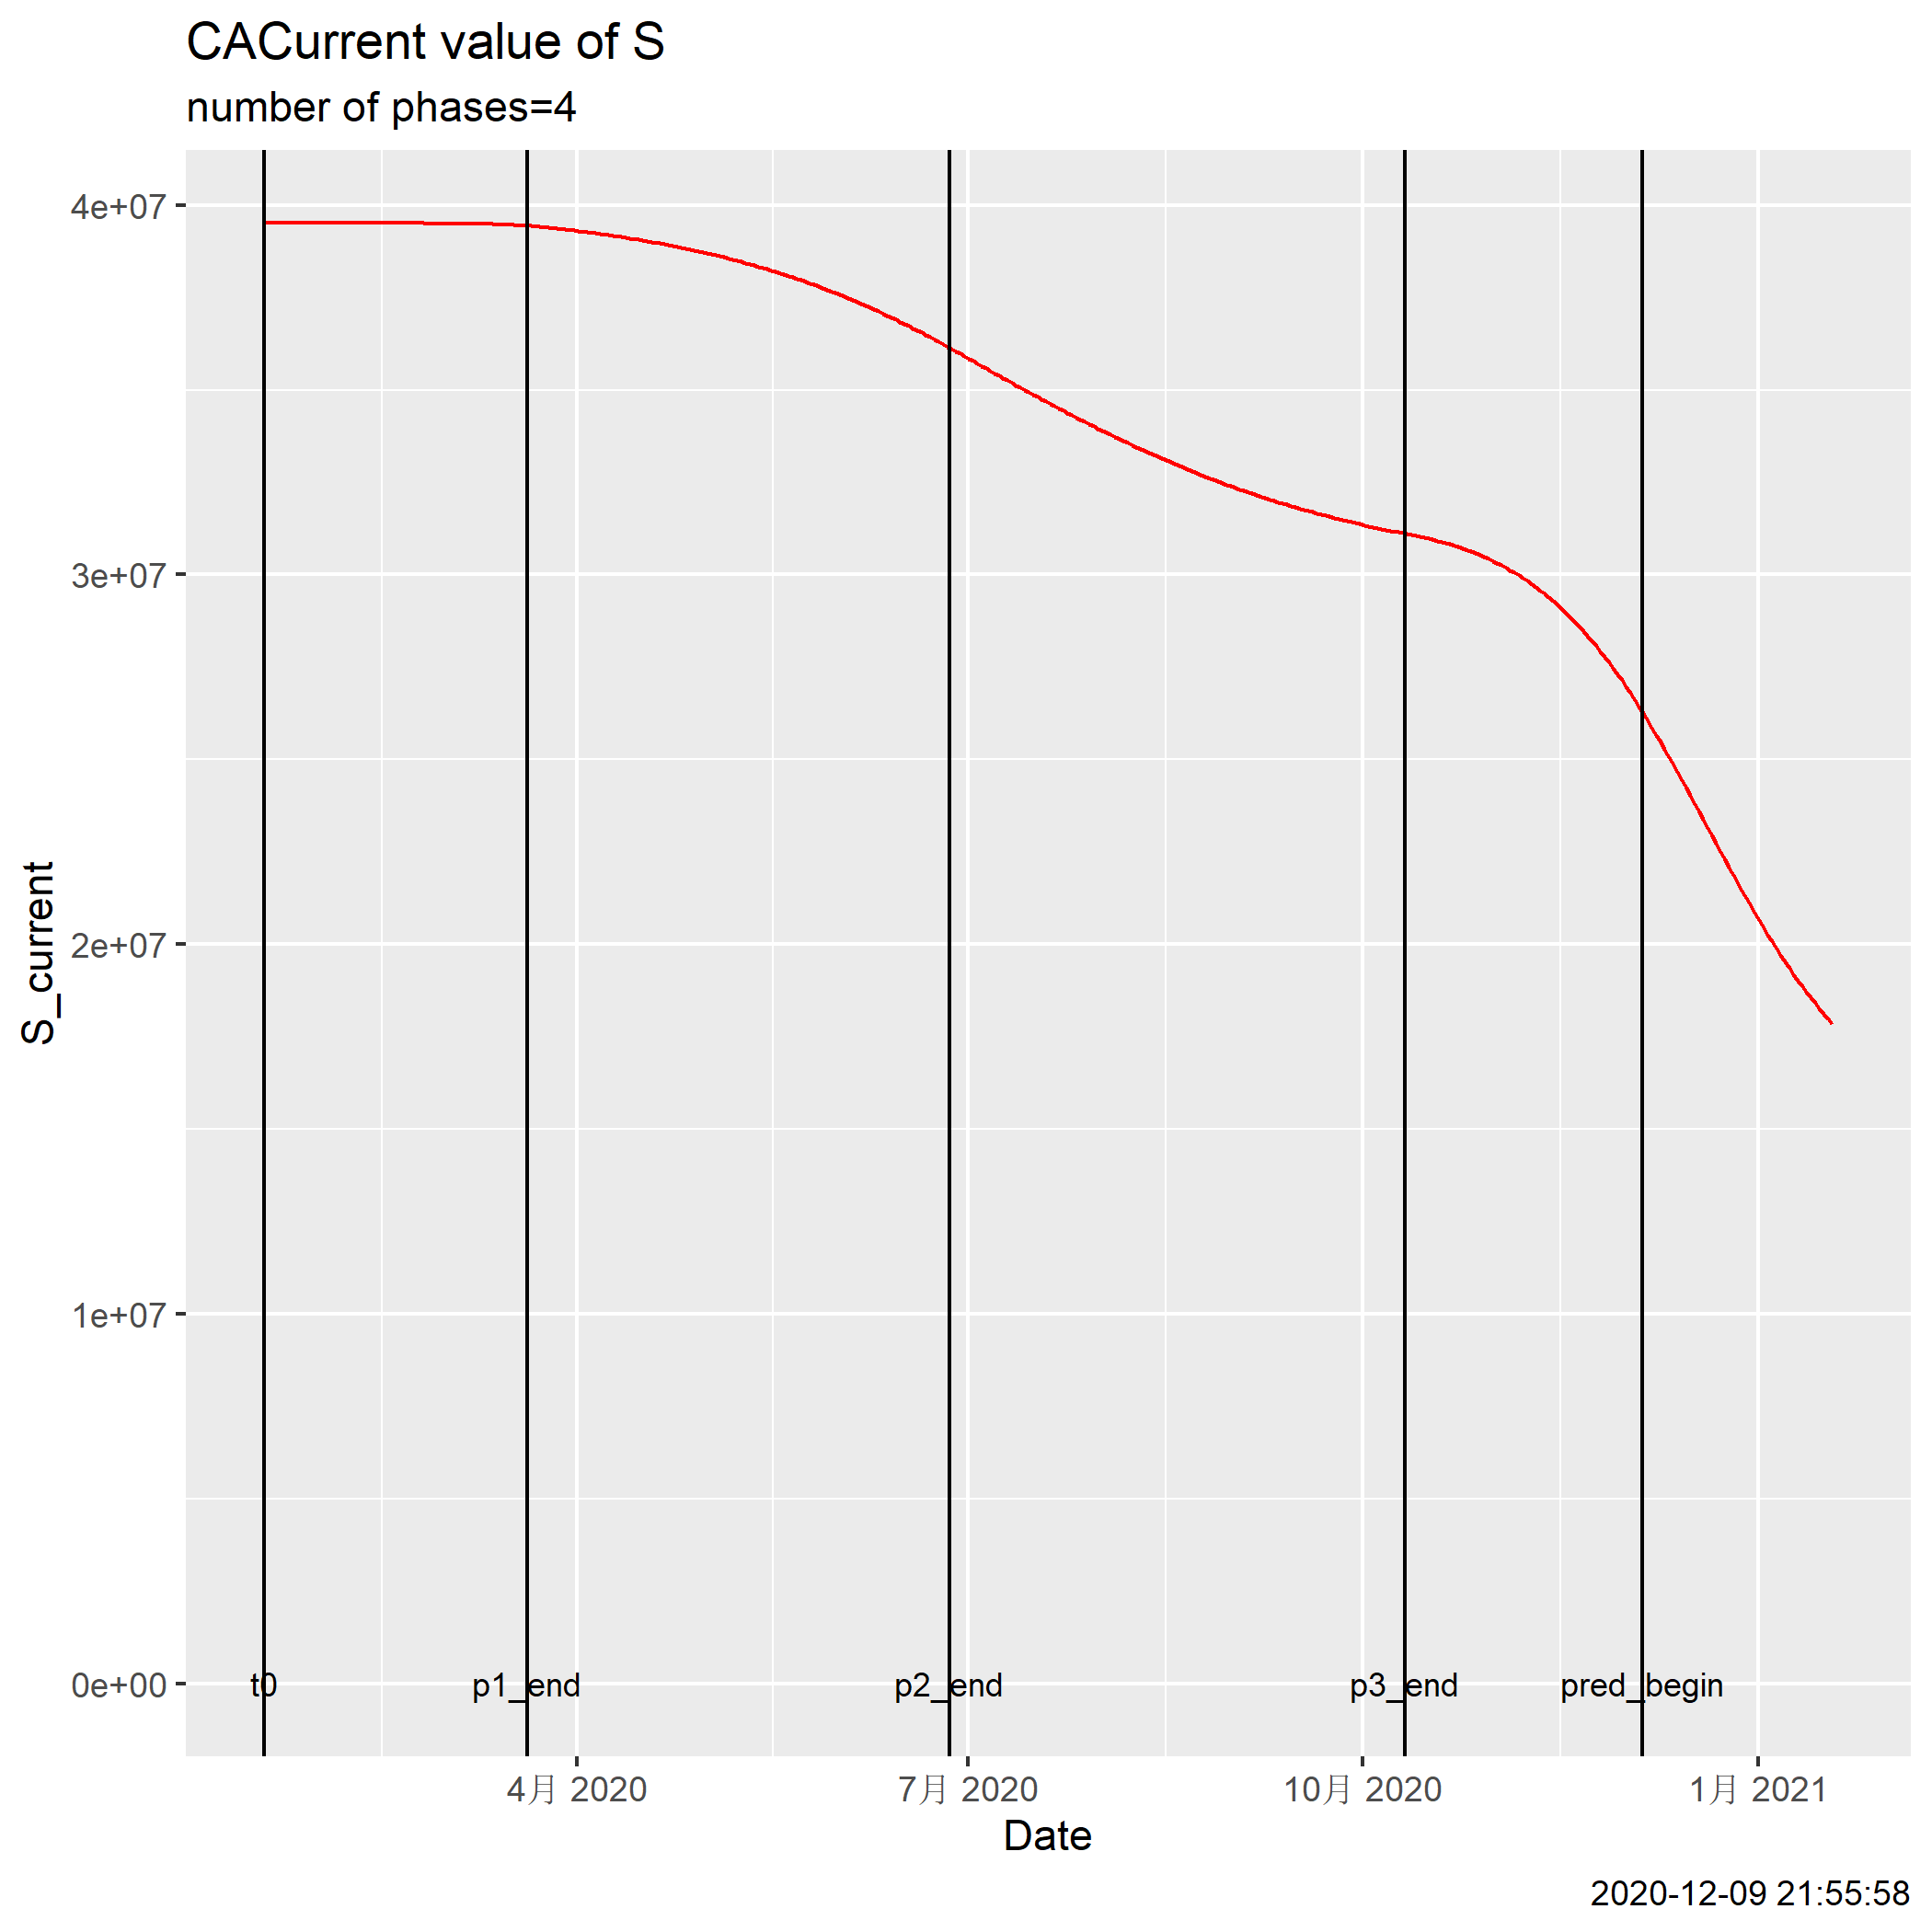 CACurrent value of S
number of phases=4
4e+07
3e+07
2e+07
1e+07
0e+00
S_current
t0
p1_end
p2_end
p3_end
pred_begin
4月 2020
7月 2020
10月 2020
1月 2021
Date
2020-12-09 21:55:58